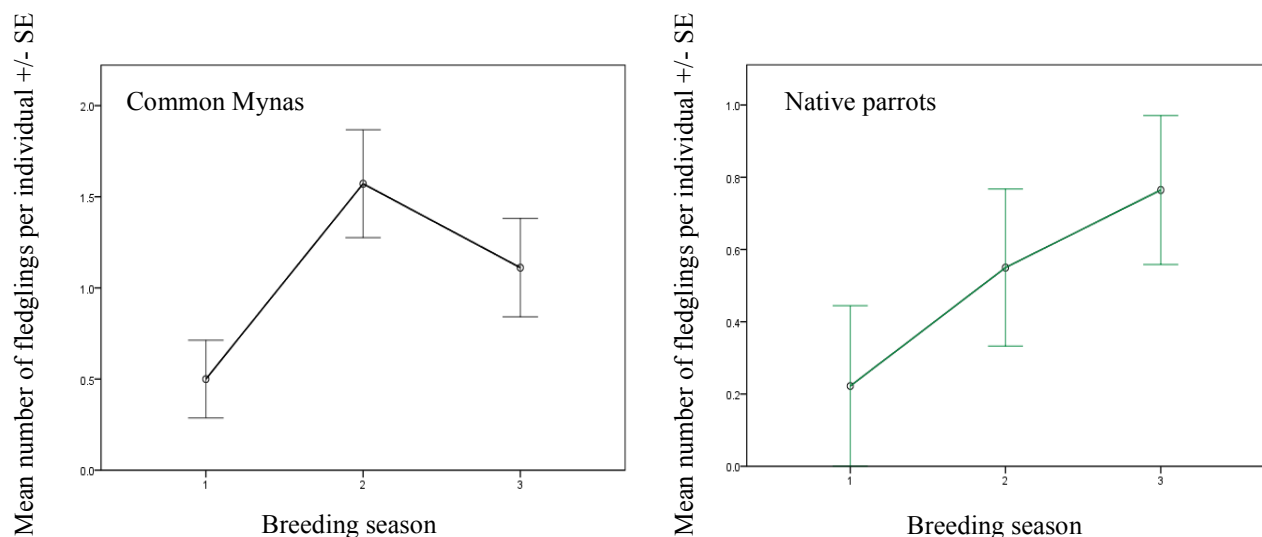 Mean number of fledglings per individual +/- SE
Common Mynas
2.0
1.5
1.0
0.5
0.0
1 2 3
Breeding season
Mean number of fledglings per individual +/- SE
Native parrots
1.0
0.8
0.6
0.4
0.2
0.0
1 2 3
Breeding season